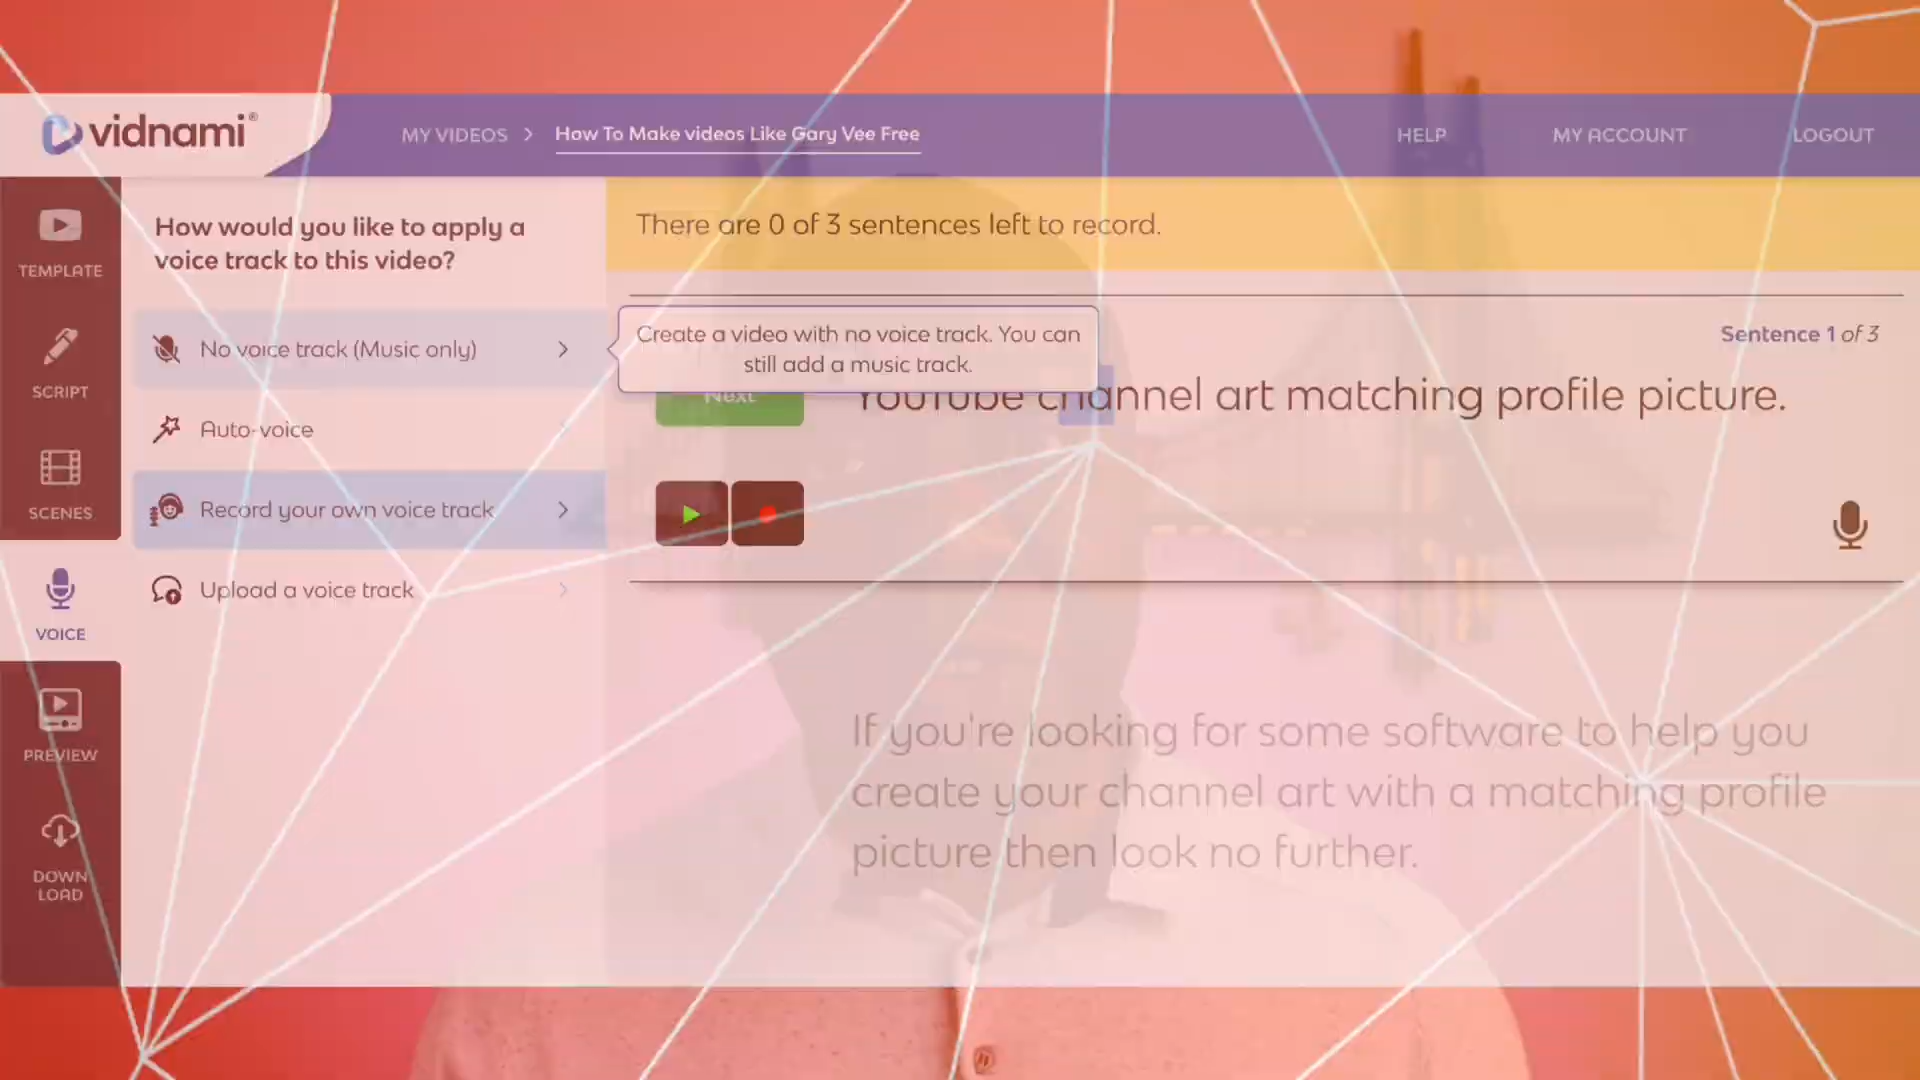 vidnami®
MY VIDEOS > How To Make videos Like Gary Vee Free
HELP
MY ACCOUNT
LOGOUT
TEMPLATE
SCRIPT
SCENES
VOICE
PREVIEW
DOWN
LOAD
How would you like to apply a
voice track to this video?
No voice track (Music only)
Auto-voice
Record your own voice track
Upload a voice track
There are 0 of 3 sentences left to record.
Create a video with no voice track. You can
still add a music track.
Sentence 1 of 3
Next
YouTube channel art matching profile picture.
If you're looking for some software to help you
create your channel art with a matching profile
picture then look no further.